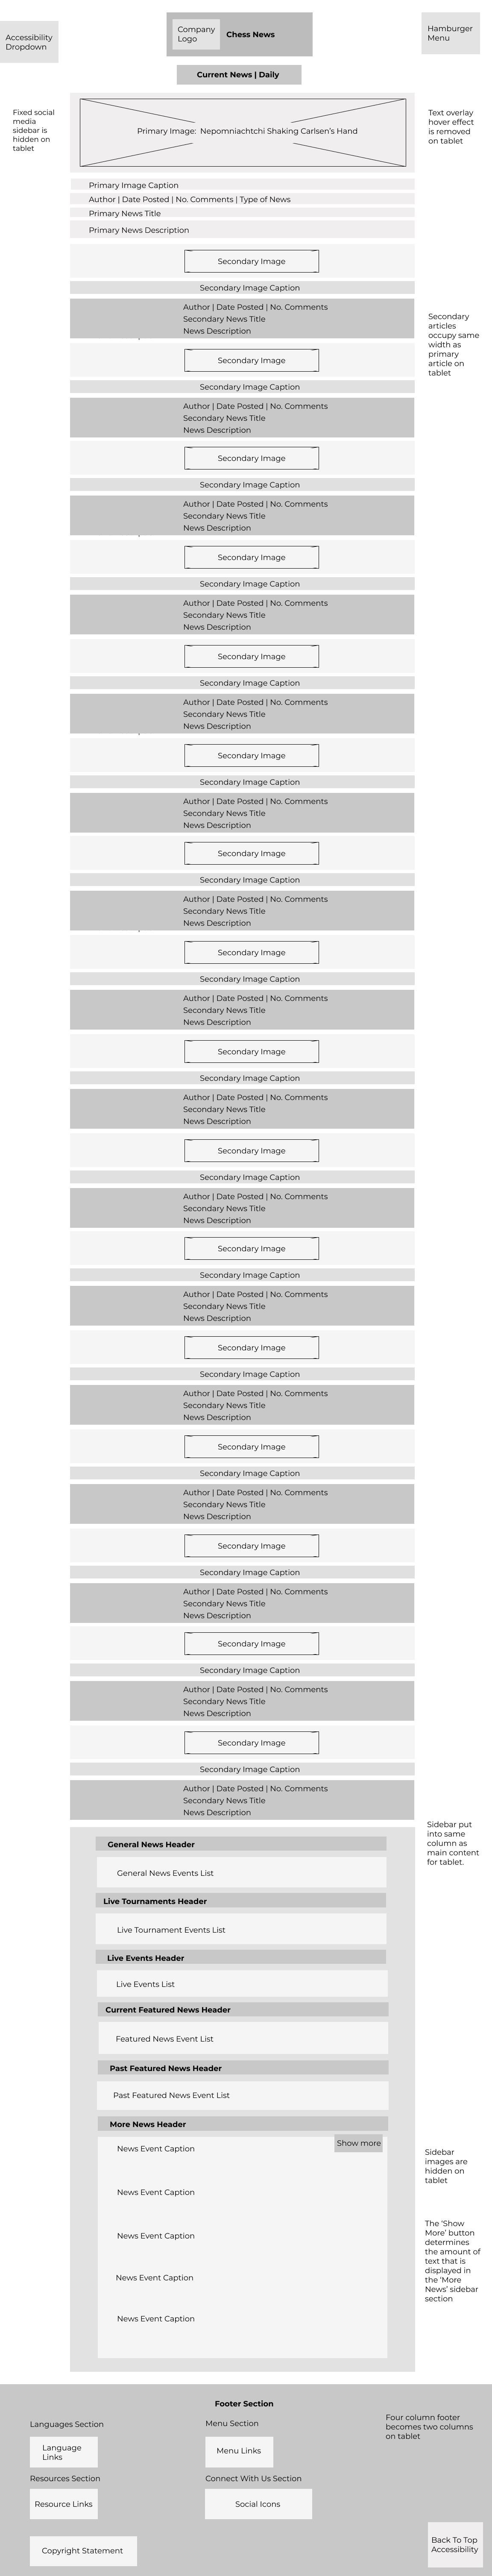 Accessibility
Dropdown
Company
Logo
Chess News
Hamburger
Menu
Current News | Daily
Fixed social
media
sidebar is
hidden on
tablet
Primary Image: Nepomniachtchi Shaking Carlsen's Hand
Text overlay
hover effect
is removed
on tablet
Primary Image Caption
Author | Date Posted | No. Comments | Type of News
Primary News Title
Primary News Description
Secondary Image
Secondary Image Caption
Author | Date Posted | No. Comments
Secondary News Title
News Description
Secondary
articles
occupy same
width as
primary
article on
tablet
Secondary Image
Secondary Image Caption
Author | Date Posted | No. Comments
Secondary News Title
News Description
Secondary Image
Secondary Image Caption
Author | Date Posted | No. Comments
Secondary News Title
News Description
Secondary Image
Secondary Image Caption
Author | Date Posted | No. Comments
Secondary News Title
News Description
Secondary Image
Secondary Image Caption
Author | Date Posted | No. Comments
Secondary News Title
News Description
Secondary Image
Secondary Image Caption
Author | Date Posted | No. Comments
Secondary News Title
News Description
Secondary Image
Secondary Image Caption
Author | Date Posted | No. Comments
Secondary News Title
News Description
Secondary Image
Secondary Image Caption
Author | Date Posted | No. Comments
Secondary News Title
News Description
Secondary Image
Secondary Image Caption
Author | Date Posted | No. Comments
Secondary News Title
News Description
Secondary Image
Secondary Image Caption
Author | Date Posted | No. Comments
Secondary News Title
News Description
Secondary Image
Secondary Image Caption
Author | Date Posted | No. Comments
Secondary News Title
News Description
Secondary Image
Secondary Image Caption
Author | Date Posted | No. Comments
Secondary News Title
News Description
Secondary Image
Secondary Image Caption
Author | Date Posted | No. Comments
Secondary News Title
News Description
Secondary Image
Secondary Image Caption
Author | Date Posted | No. Comments
Secondary News Title
News Description
Secondary Image
Secondary Image Caption
Author | Date Posted | No. Comments
Secondary News Title
News Description
Secondary Image
Secondary Image Caption
Author | Date Posted | No. Comments
Secondary News Title
News Description
Sidebar put
into same
column as
main content
for tablet.
General News Header
General News Events List
Live Tournaments Header
Live Tournament Events List
Live Events Header
Live Events List
Current Featured News Header
Featured News Event List
Past Featured News Header
Past Featured News Event List
More News Header
Show more
News Event Caption
News Event Caption
News Event Caption
News Event Caption
News Event Caption
Sidebar
images are
hidden on
tablet
The 'Show
More' button
determines
the amount of
text that is
displayed in
the 'More
News' sidebar
section
Footer Section
Languages Section
Menu Section
Four column footer
becomes two columns
on tablet
Language
Links
Menu Links
Resources Section
Connect With Us Section
Resource Links
Social Icons
Copyright Statement
Back To Top
Accessibility